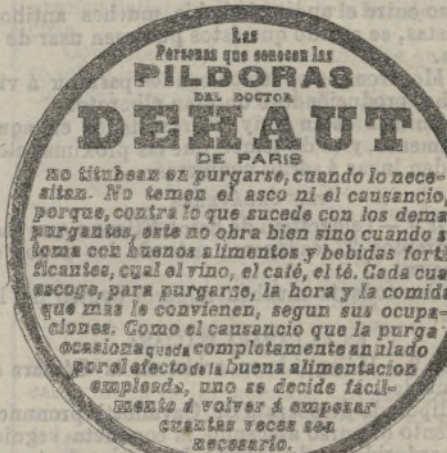 Las
Personas que conocen las
PILDORAS
DEL DOCTOR
DEHAUT
DE PARIS
no titubean en purgarse, cuando lo nece-
sitan. No temen el asco ni el causancio,
porque, contra lo que sucede con los demas
purgantes, este no obra bien sino cuando se
toma con buenos alimentos y bebidas forti-
ficantes, cual el vino, el café, el té. Cada cual
escoge, para purgarse, la hora y la comida
que mas le convienen, segun sus ocupa-
ciones. Como el causancio que la purga
ocasiona queda completamente anulado
por el efecto de la buena alimentacion
empleada, uno se decide fácil-
mente á volver á empezar
cuantas veces sea
necesario.